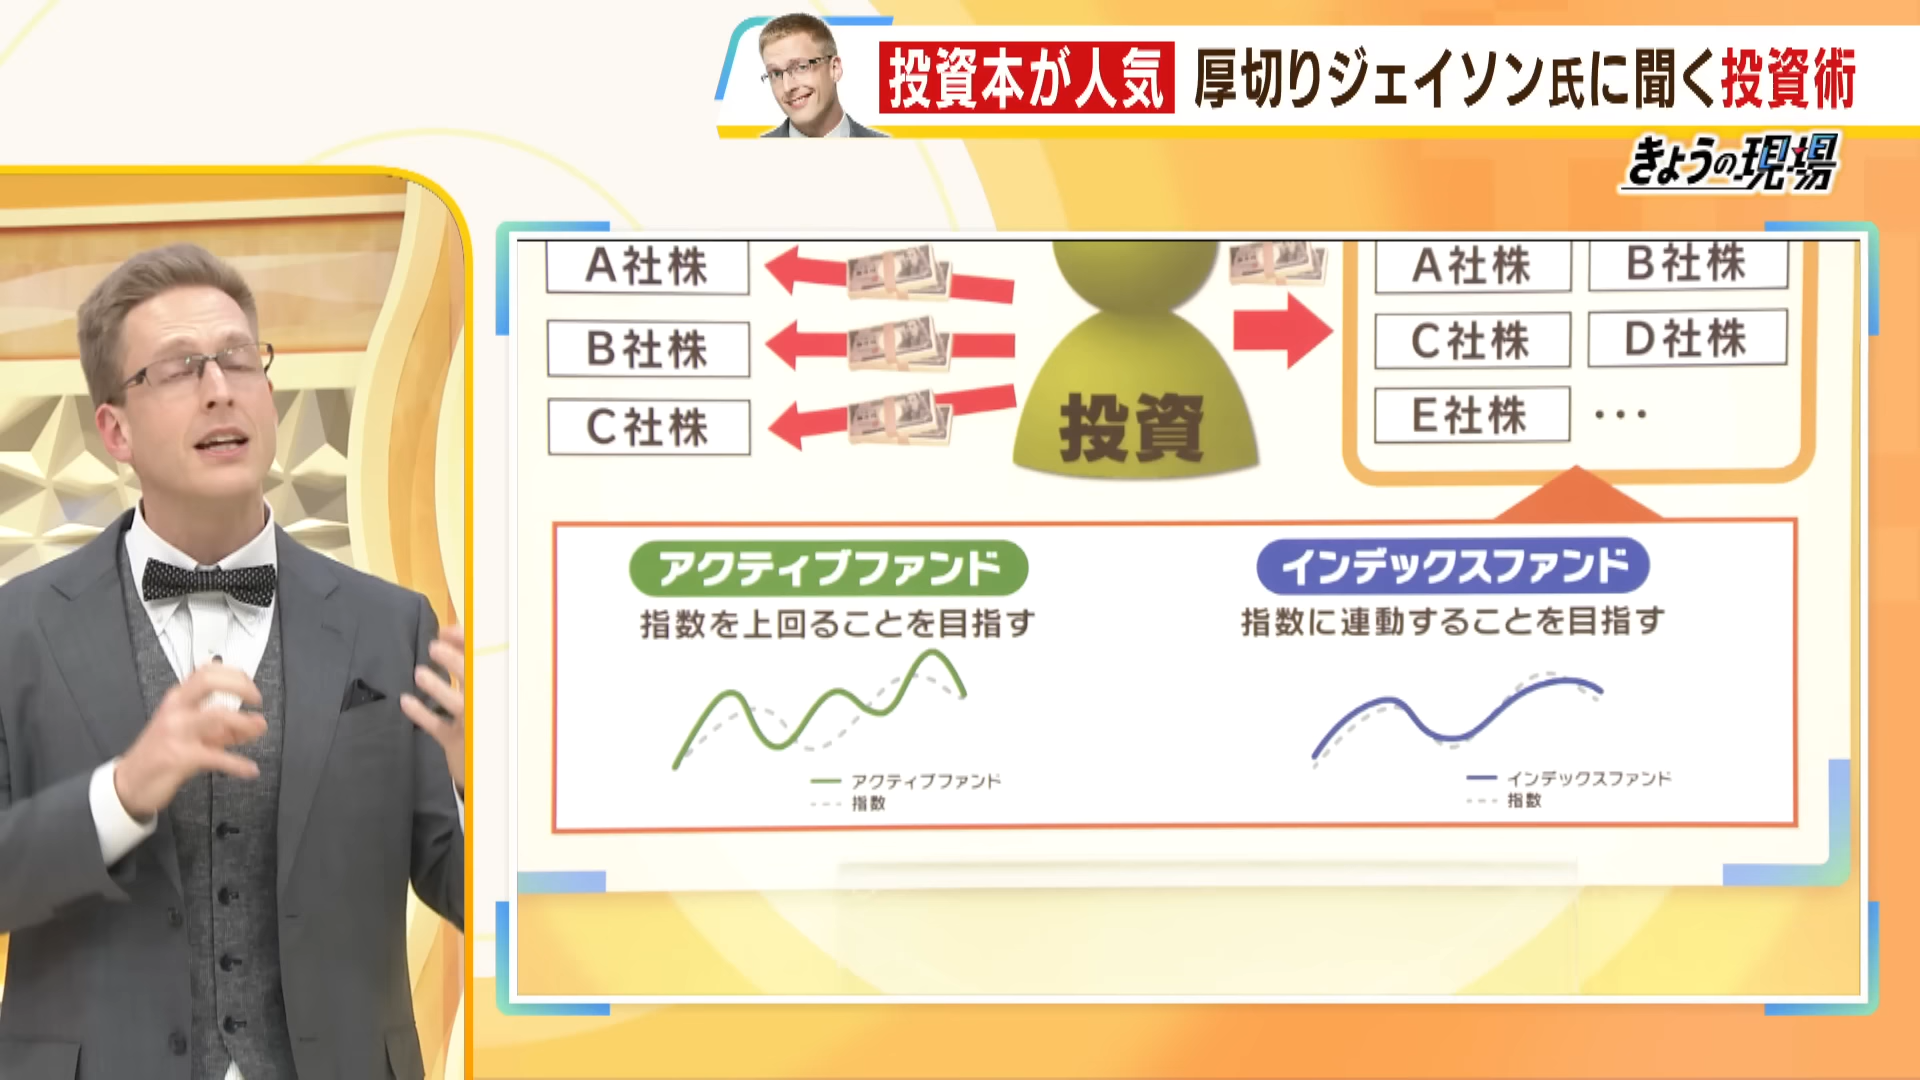 投資本が人気 厚切りジェイソン氏に聞く投資術
きょうの現場
A社株
B社株
C社株
投資
A社株 B社株
C社株 D社株
E社株 ・・・
アクティブファンド
指数を上回ることを目指す
アクティブファンド
指数
インデックスファンド
指数に連動することを目指す
インデックスファンド
指数